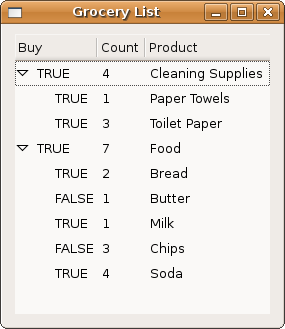 Grocery List
Buy Count Product
TRUE 4 Cleaning Supplies
TRUE 1 Paper Towels
TRUE 3 Toilet Paper
TRUE 7 Food
TRUE 2 Bread
FALSE 1 Butter
TRUE 1 Milk
FALSE 3 Chips
TRUE 4 Soda